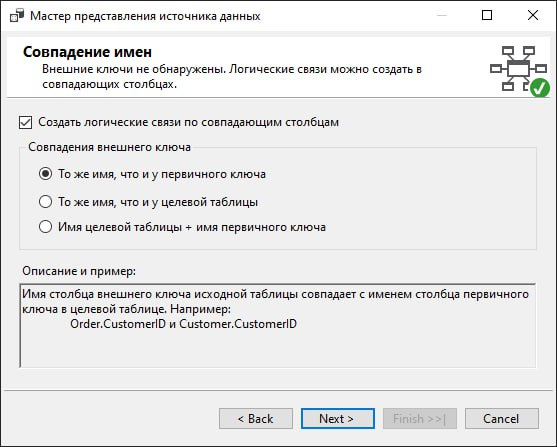 Мастер представления источника данных
Совпадение имен
Внешние ключи не обнаружены. Логические связи можно создать в
совпадающих столбцах.
Создать логические связи по совпадающим столбцам
Совпадения внешнего ключа
То же имя, что и у первичного ключа
То же имя, что и у целевой таблицы
Имя целевой таблицы + имя первичного ключа
Описание и пример:
Имя столбца внешнего ключа исходной таблицы совпадает с именем столбца первичного
ключа в целевой таблице. Например:
Order.CustomerID и Customer.CustomerID
< Back
Next >
Finish >>|
Cancel